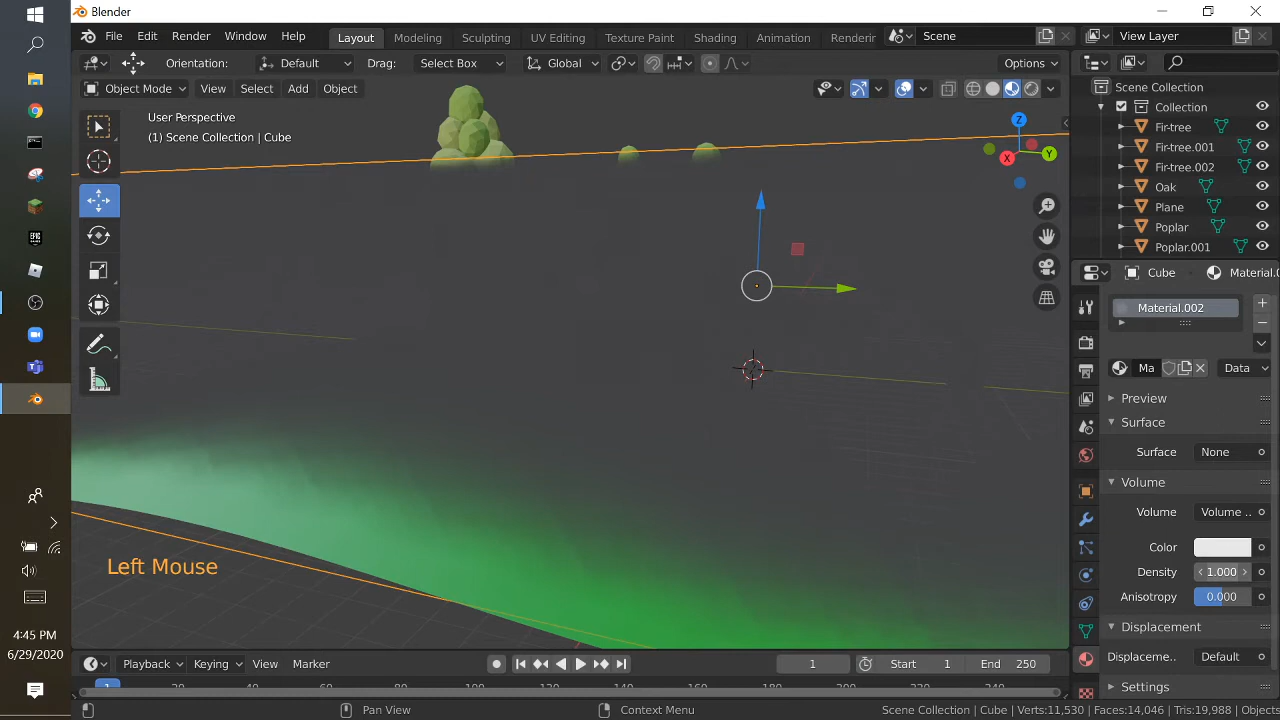 Blender
File Edit Render Window Help Layout Modeling Sculpting UV Editing Texture Paint Shading Animation Renderin Scene View Layer
Orientation: Default Drag: Select Box Global Options
Object Mode View Select Add Object
User Perspective
(1) Scene Collection | Cube
Z
X
Y
Scene Collection
Collection
Fir-tree
Fir-tree.001
Fir-tree.002
Oak
Plane
Poplar
Poplar.001
Cube Material.0
Material.002
Ma Data
Preview
Surface
Surface None
Volume
Volume Volume ..
Color
Density 1.000
Anisotropy 0.000
Displacement
Displaceme.. Default
Settings
Left Mouse
EPIC
4:45 PM
6/29/2020
Playback Keying View Marker 1 Start 1 End 250
1 20 180 240
Pan View Context Menu Scene Collection | Cube | Verts:11,530 | Faces:14,046 | Tris:19,988 | Objects